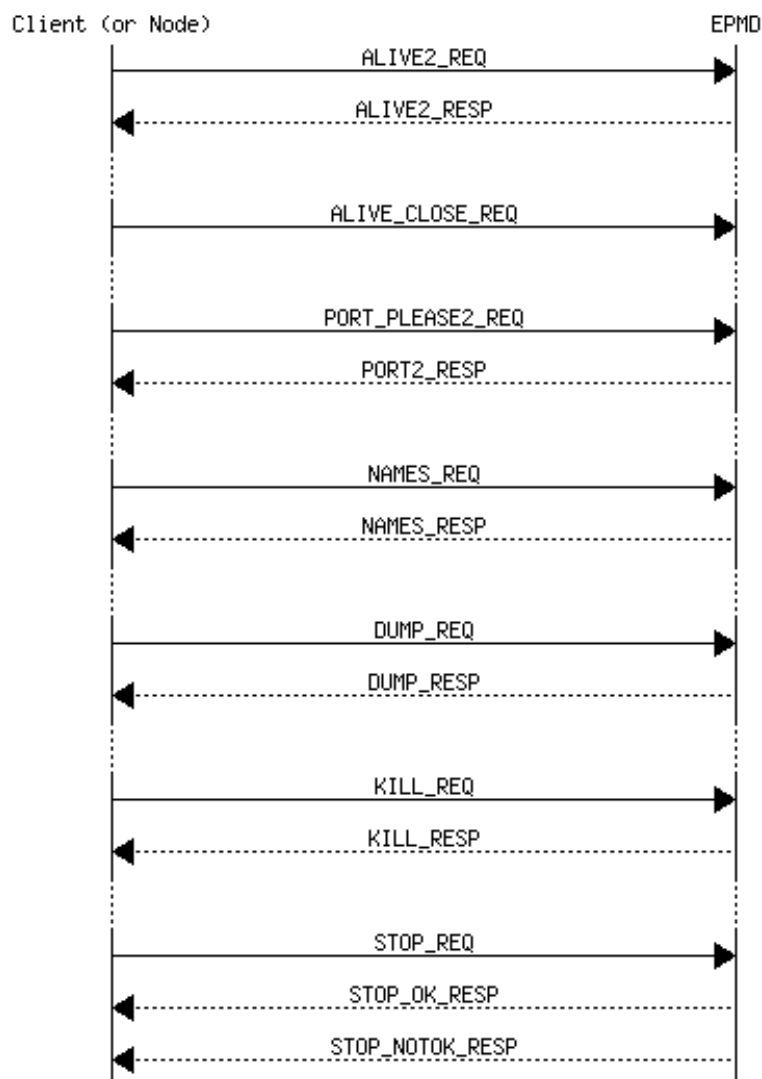 Client (or Node) EPMD
ALIVE2_REQ
ALIVE2_RESP
ALIVE_CLOSE_REQ
PORT_PLEASE2_REQ
PORT2_RESP
NAMES_REQ
NAMES_RESP
DUMP_REQ
DUMP_RESP
KILL_REQ
KILL_RESP
STOP_REQ
STOP_OK_RESP
STOP_NOTOK_RESP